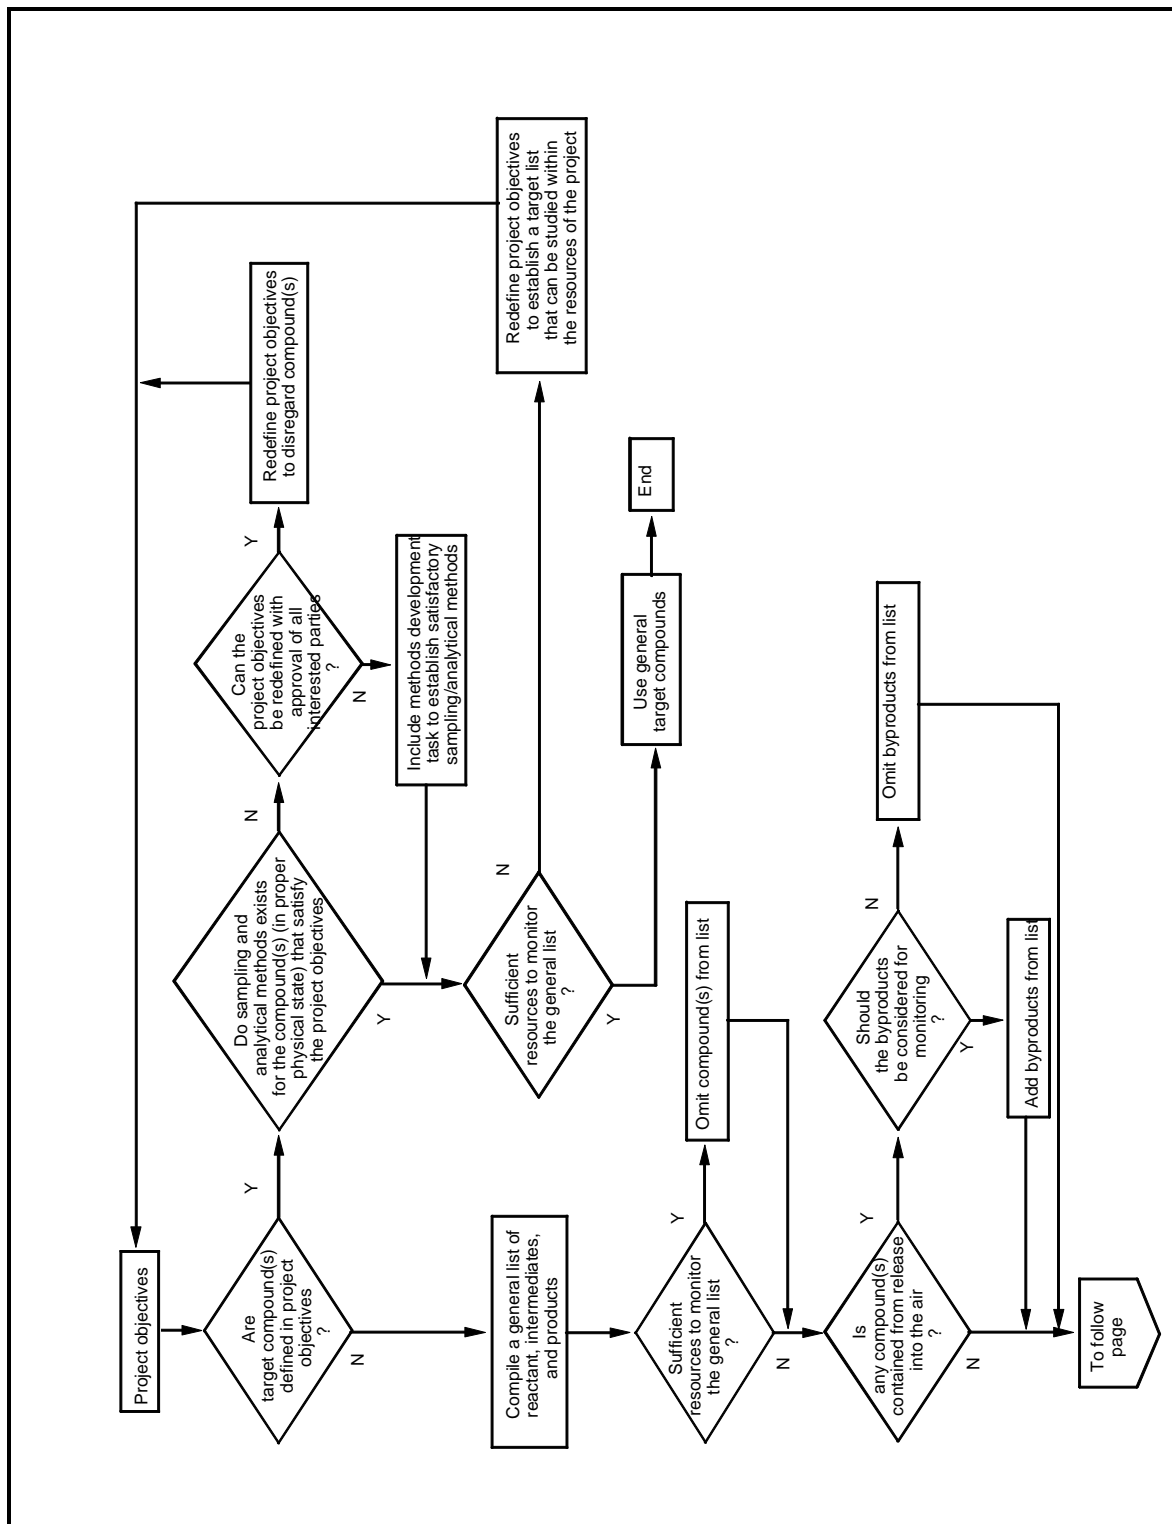 Project objectives
Are
target compound(s)
defined in project
objectives
?
Y
N
Do sampling and
analytical methods exists
for the compound(s) (in proper
physical state) that satisfy
the project objectives
N
Y
Can the
project objectives
be redefined with
approval of all
interested parties
?
Y
N
Redefine project objectives
to disregard compound(s)
Include methods development
task to establish satisfactory
sampling/analytical methods
Sufficient
resources to monitor
the general list
?
N
Y
Redefine project objectives
to establish a target list
that can be studied within
the resources of the project
Use general
target compounds
End
Compile a general list of
reactant, intermediates,
and products
Sufficient
resources to monitor
the general list
?
Y
N
Omit compound(s) from list
Is
any compound(s)
contained from release
into the air
?
Y
N
Should
the byproducts
be considered for
monitoring
?
N
Y
Omit byproducts from list
Add byproducts from list
To follow
page